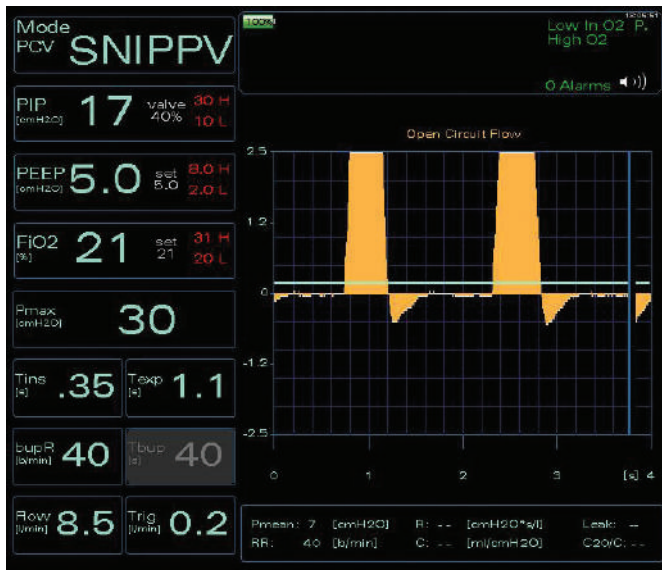 Mode
PCV SNIPPV
100%
Low In O2 P.
High O2
0 Alarms
PIP
[cmH2O]
17
valve
40%
30 H
10 L
PEEP
[cmH2O]
5.0
set
5.0
8.0 H
2.0 L
FiO2
[%]
21
set
21
31 H
20 L
Pmax
[cmH2O]
30
Tins
[s]
.35
Texp
[s]
1.1
bupR
[b/min]
40
Tbup
[s]
40
Flow
[l/min]
8.5
Trig
[l/min]
0.2
Open Circuit Flow
2.5
1.2
0
-1.2
-2.5
0 1 2 3 [s] 4
Pmean: 7 [cmH2O] R: -- [cmH2O*s/l] Leak: --
RR: 40 [b/min] C: -- [ml/cmH2O] C20/C: --